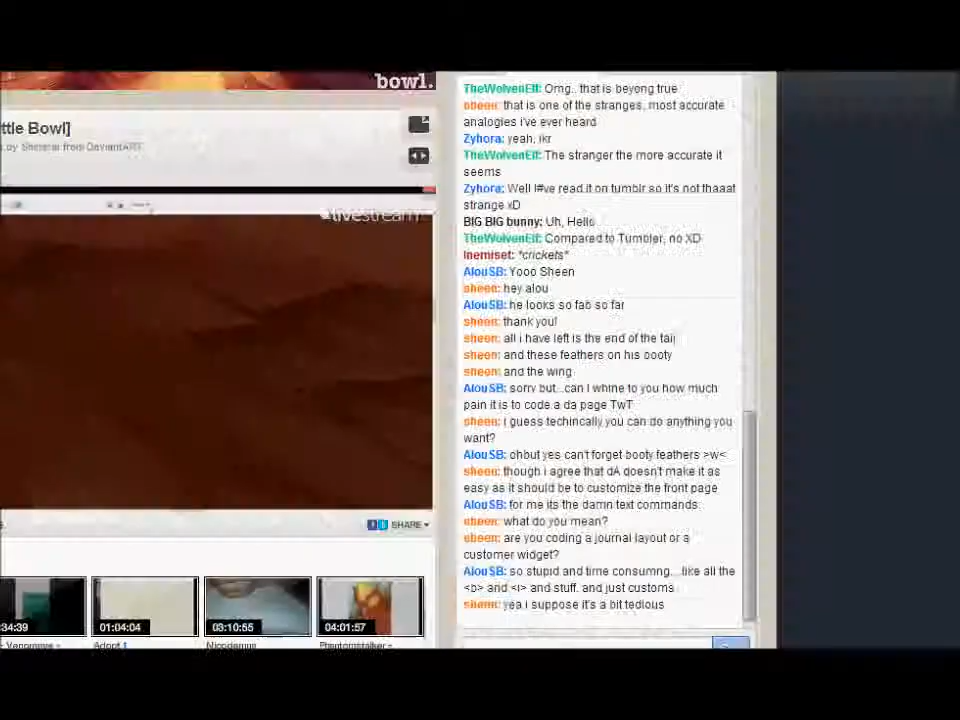 bowl.
ttle Bowl]
by Sheneral from DeviantART
livestream
SHARE
34:39
01:04:04
03:10:55
04:01:57
Adopt 1
Nicodemus
Phantomstalker -
TheWolvenElf: Omg.. that is beyong true
sheen: that is one of the stranges, most accurate
analogies i've ever heard
Zyhora: yeah, ikr
TheWolvenElf: The stranger the more accurate it
seems
Zyhora: Well I#ve read it on tumblr so it's not thaaat
strange xD
BIG BIG bunny: Uh, Hello
TheWolvenElf: Compared to Tumbler, no XD
Inemiset: *crickets*
AlouSB: Yooo Sheen
sheen: hey alou
AlouSB: he looks so fab so far
sheen: thank you!
sheen: all i have left is the end of the tail
sheen: and these feathers on his booty
sheen: and the wing
AlouSB: sorry but...can I whine to you how much
pain it is to code a da page TwT
sheen: i guess techincally you can do anything you
want?
AlouSB: ohbut yes can't forget booty feathers >w<
sheen: though i agree that dA doesn't make it as
easy as it should be to customize the front page
AlouSB: for me its the damn text commands
sheen: what do you mean?
sheen: are you coding a journal layout or a
customer widget?
AlouSB: so stupid and time consumng...like all the
<b> and <i> and stuff. and just customs
sheen: yea i suppose it's a bit tedious